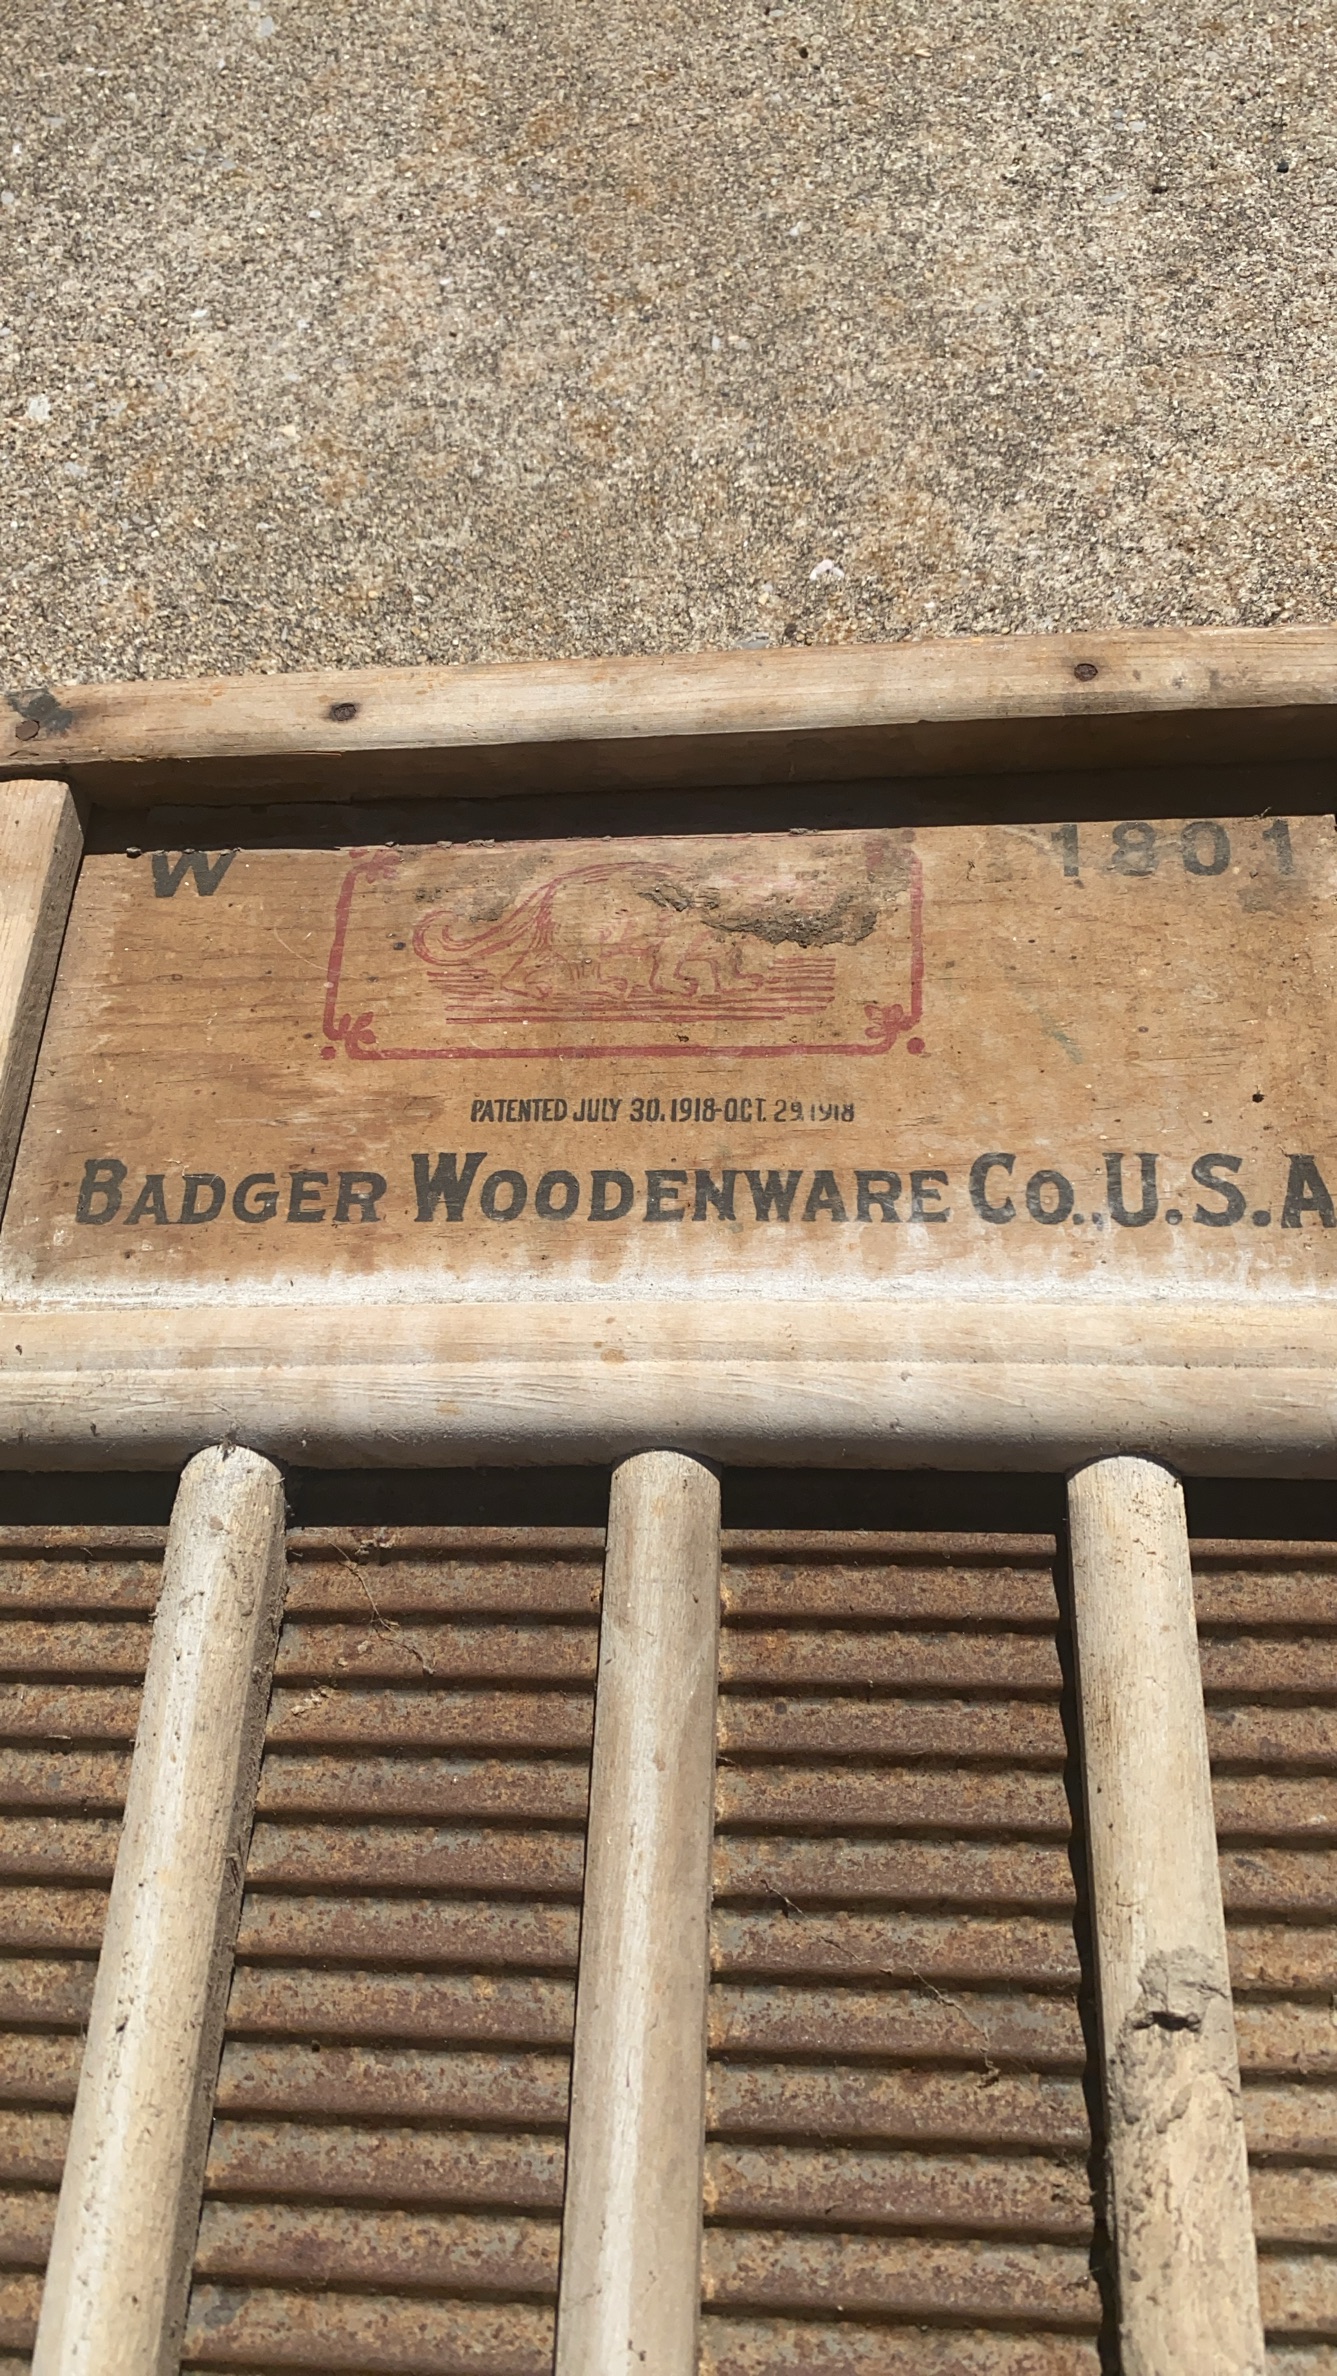 W 1801
PATENTED JULY 30.1918-OCT. 29.1918
BADGER WOODENWARE CO., U.S.A